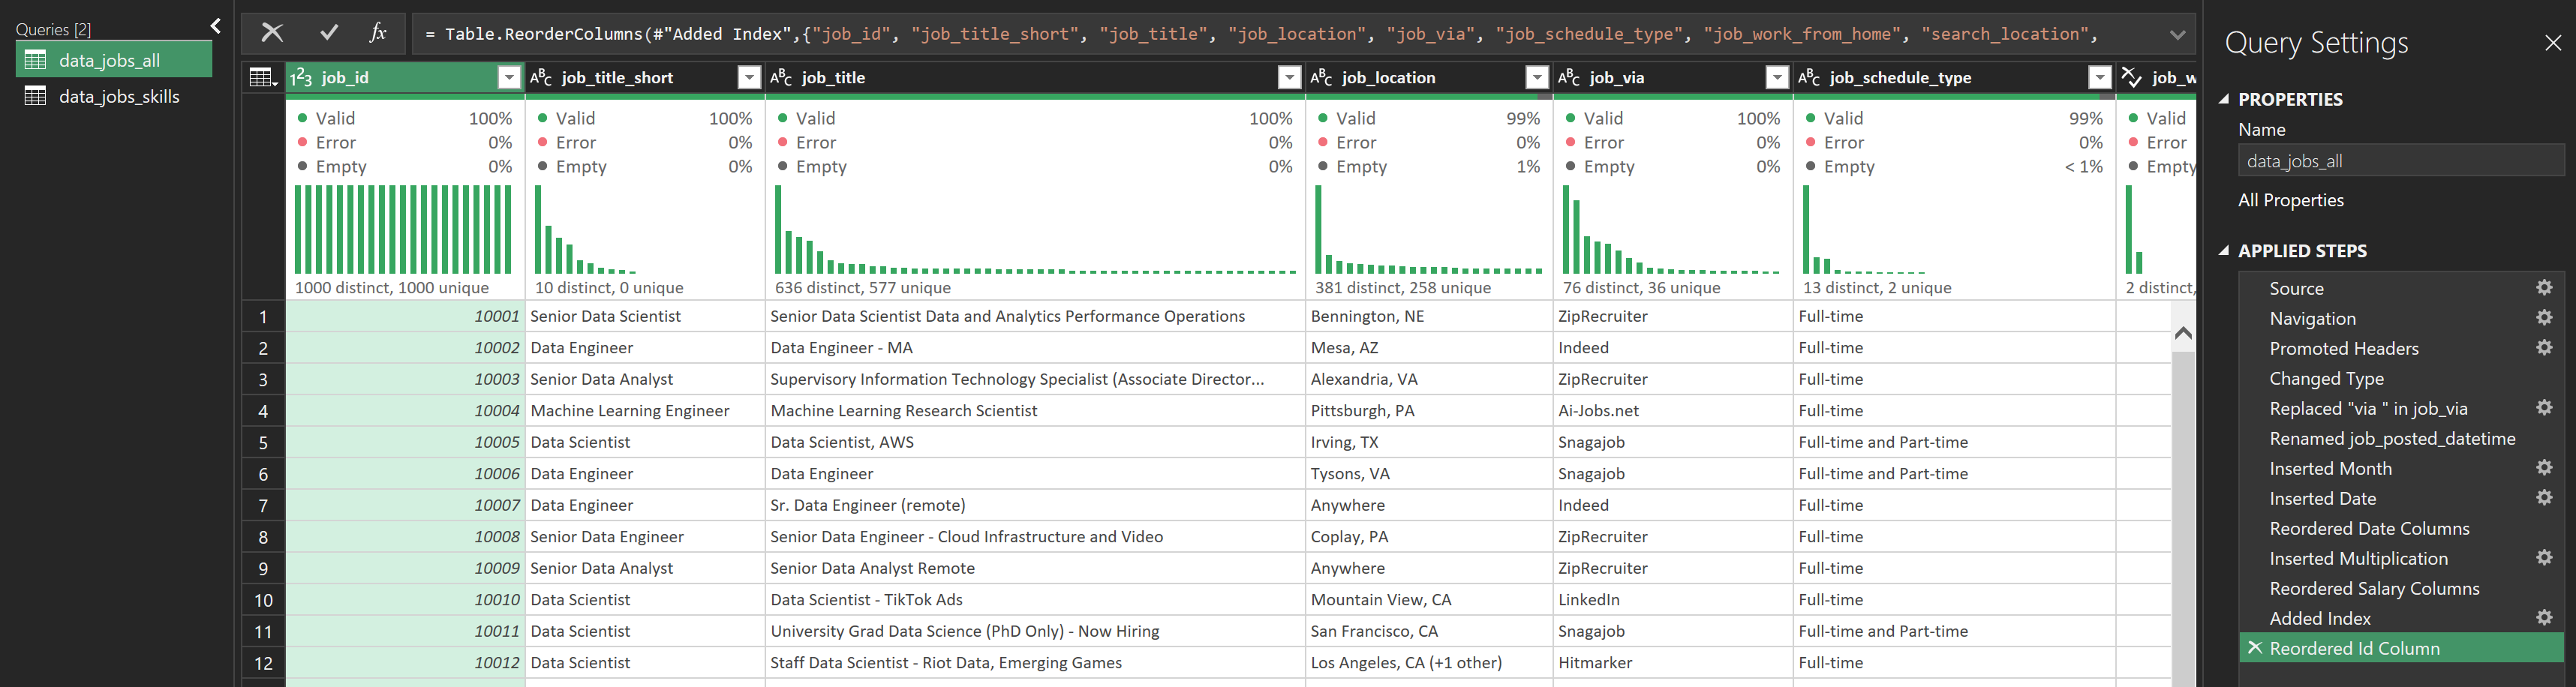 Queries [2]
data_jobs_all
data_jobs_skills
fx
= Table.ReorderColumns(#"Added Index",{"job_id", "job_title_short", "job_title", "job_location", "job_via", "job_schedule_type", "job_work_from_home", "search_location",
1²3 job_id ABC job_title_short ABC job_title ABC job_location ABC job_via ABC job_schedule_type job_w
Valid 100% Valid 100% Valid 100% Valid 99% Valid 100% Valid 99% Valid
Error 0% Error 0% Error 0% Error 0% Error 0% Error 0% Error
Empty 0% Empty 0% Empty 0% Empty 1% Empty 0% Empty < 1% Empty
1000 distinct, 1000 unique 10 distinct, 0 unique 636 distinct, 577 unique 381 distinct, 258 unique 76 distinct, 36 unique 13 distinct, 2 unique 2 distinct,
1 10001 Senior Data Scientist Senior Data Scientist Data and Analytics Performance Operations Bennington, NE ZipRecruiter Full-time
2 10002 Data Engineer Data Engineer - MA Mesa, AZ Indeed Full-time
3 10003 Senior Data Analyst Supervisory Information Technology Specialist (Associate Director... Alexandria, VA ZipRecruiter Full-time
4 10004 Machine Learning Engineer Machine Learning Research Scientist Pittsburgh, PA Ai-Jobs.net Full-time
5 10005 Data Scientist Data Scientist, AWS Irving, TX Snagajob Full-time and Part-time
6 10006 Data Engineer Data Engineer Tysons, VA Snagajob Full-time and Part-time
7 10007 Data Engineer Sr. Data Engineer (remote) Anywhere Indeed Full-time
8 10008 Senior Data Engineer Senior Data Engineer - Cloud Infrastructure and Video Coplay, PA ZipRecruiter Full-time
9 10009 Senior Data Analyst Senior Data Analyst Remote Anywhere ZipRecruiter Full-time
10 10010 Data Scientist Data Scientist - TikTok Ads Mountain View, CA LinkedIn Full-time
11 10011 Data Scientist University Grad Data Science (PhD Only) - Now Hiring San Francisco, CA Snagajob Full-time and Part-time
12 10012 Data Scientist Staff Data Scientist - Riot Data, Emerging Games Los Angeles, CA (+1 other) Hitmarker Full-time
Query Settings
PROPERTIES
Name
data_jobs_all
All Properties
APPLIED STEPS
Source
Navigation
Promoted Headers
Changed Type
Replaced "via " in job_via
Renamed job_posted_datetime
Inserted Month
Inserted Date
Reordered Date Columns
Inserted Multiplication
Reordered Salary Columns
Added Index
Reordered Id Column